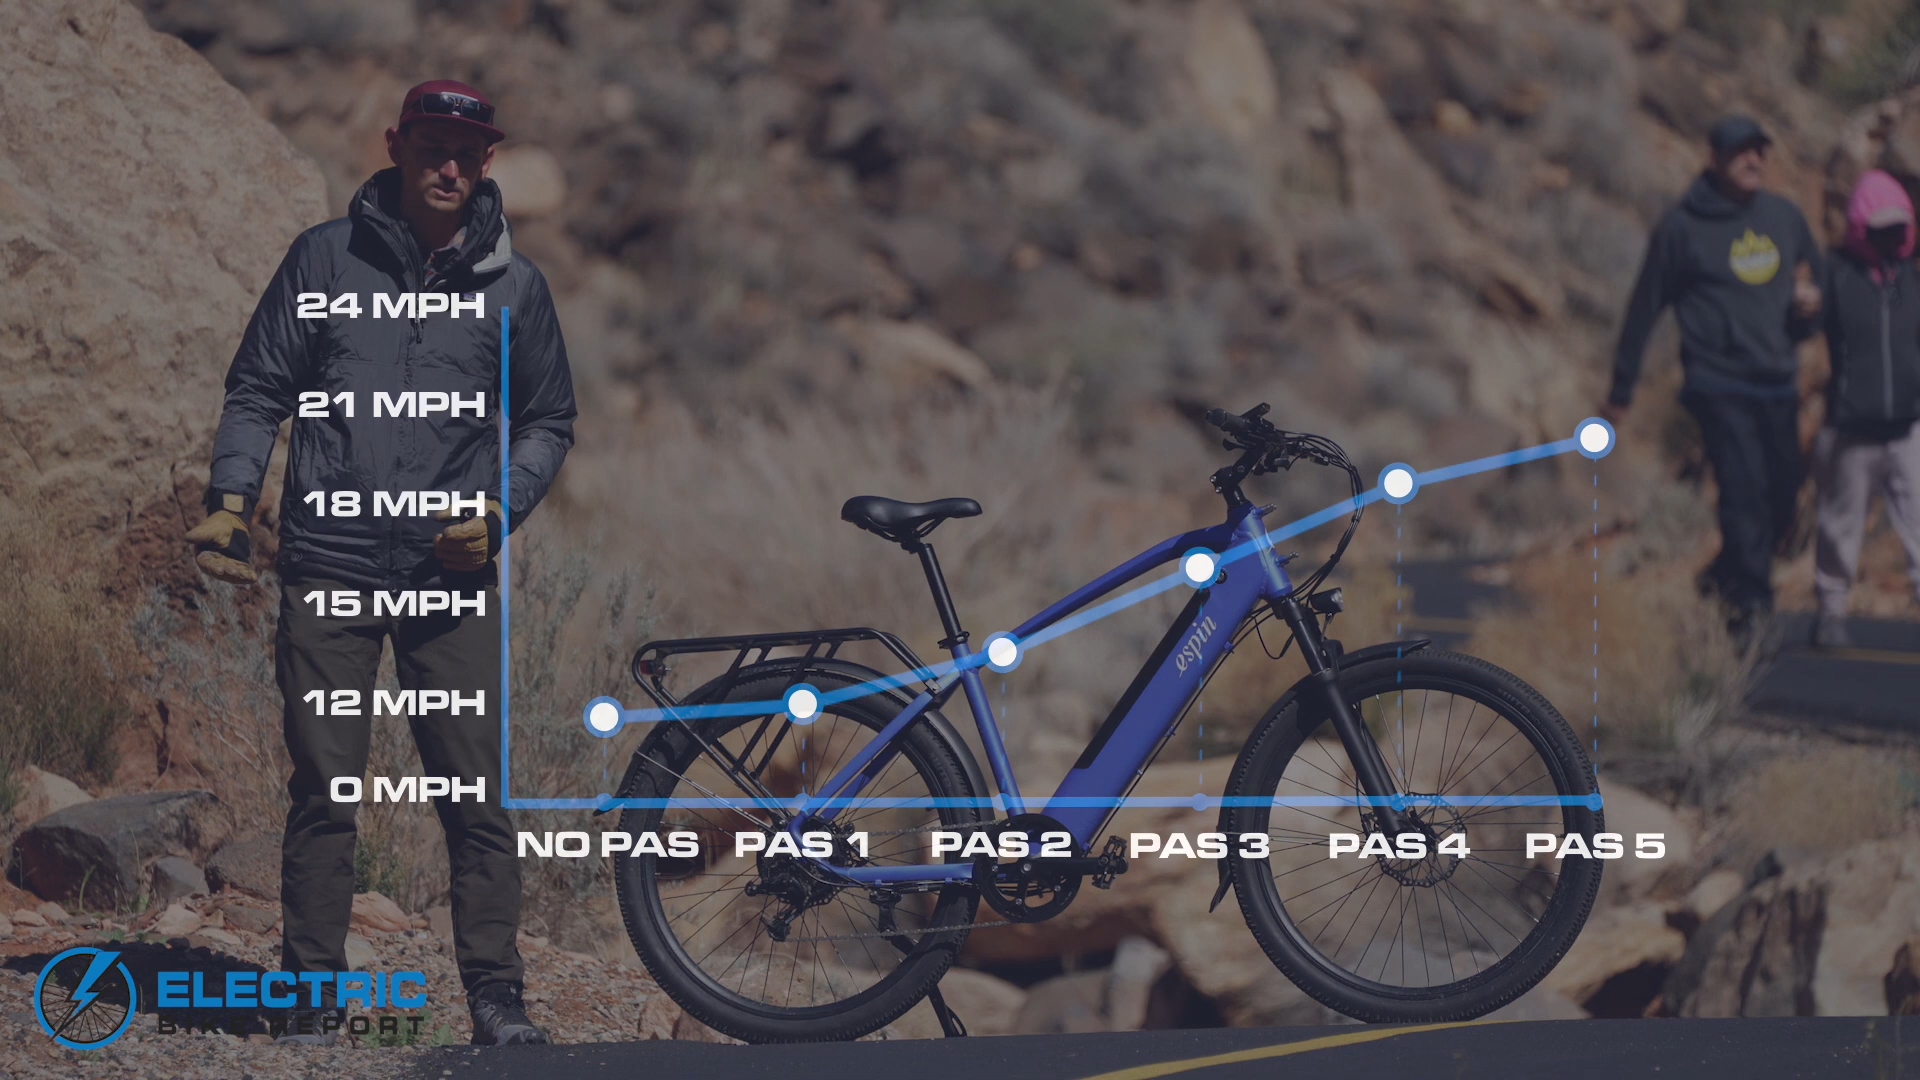 24 MPH
21 MPH
18 MPH
15 MPH
12 MPH
0 MPH
NO PAS PAS 1 PAS 2 PAS 3 PAS 4 PAS 5
espin
ELECTRIC
BIKE REPORT